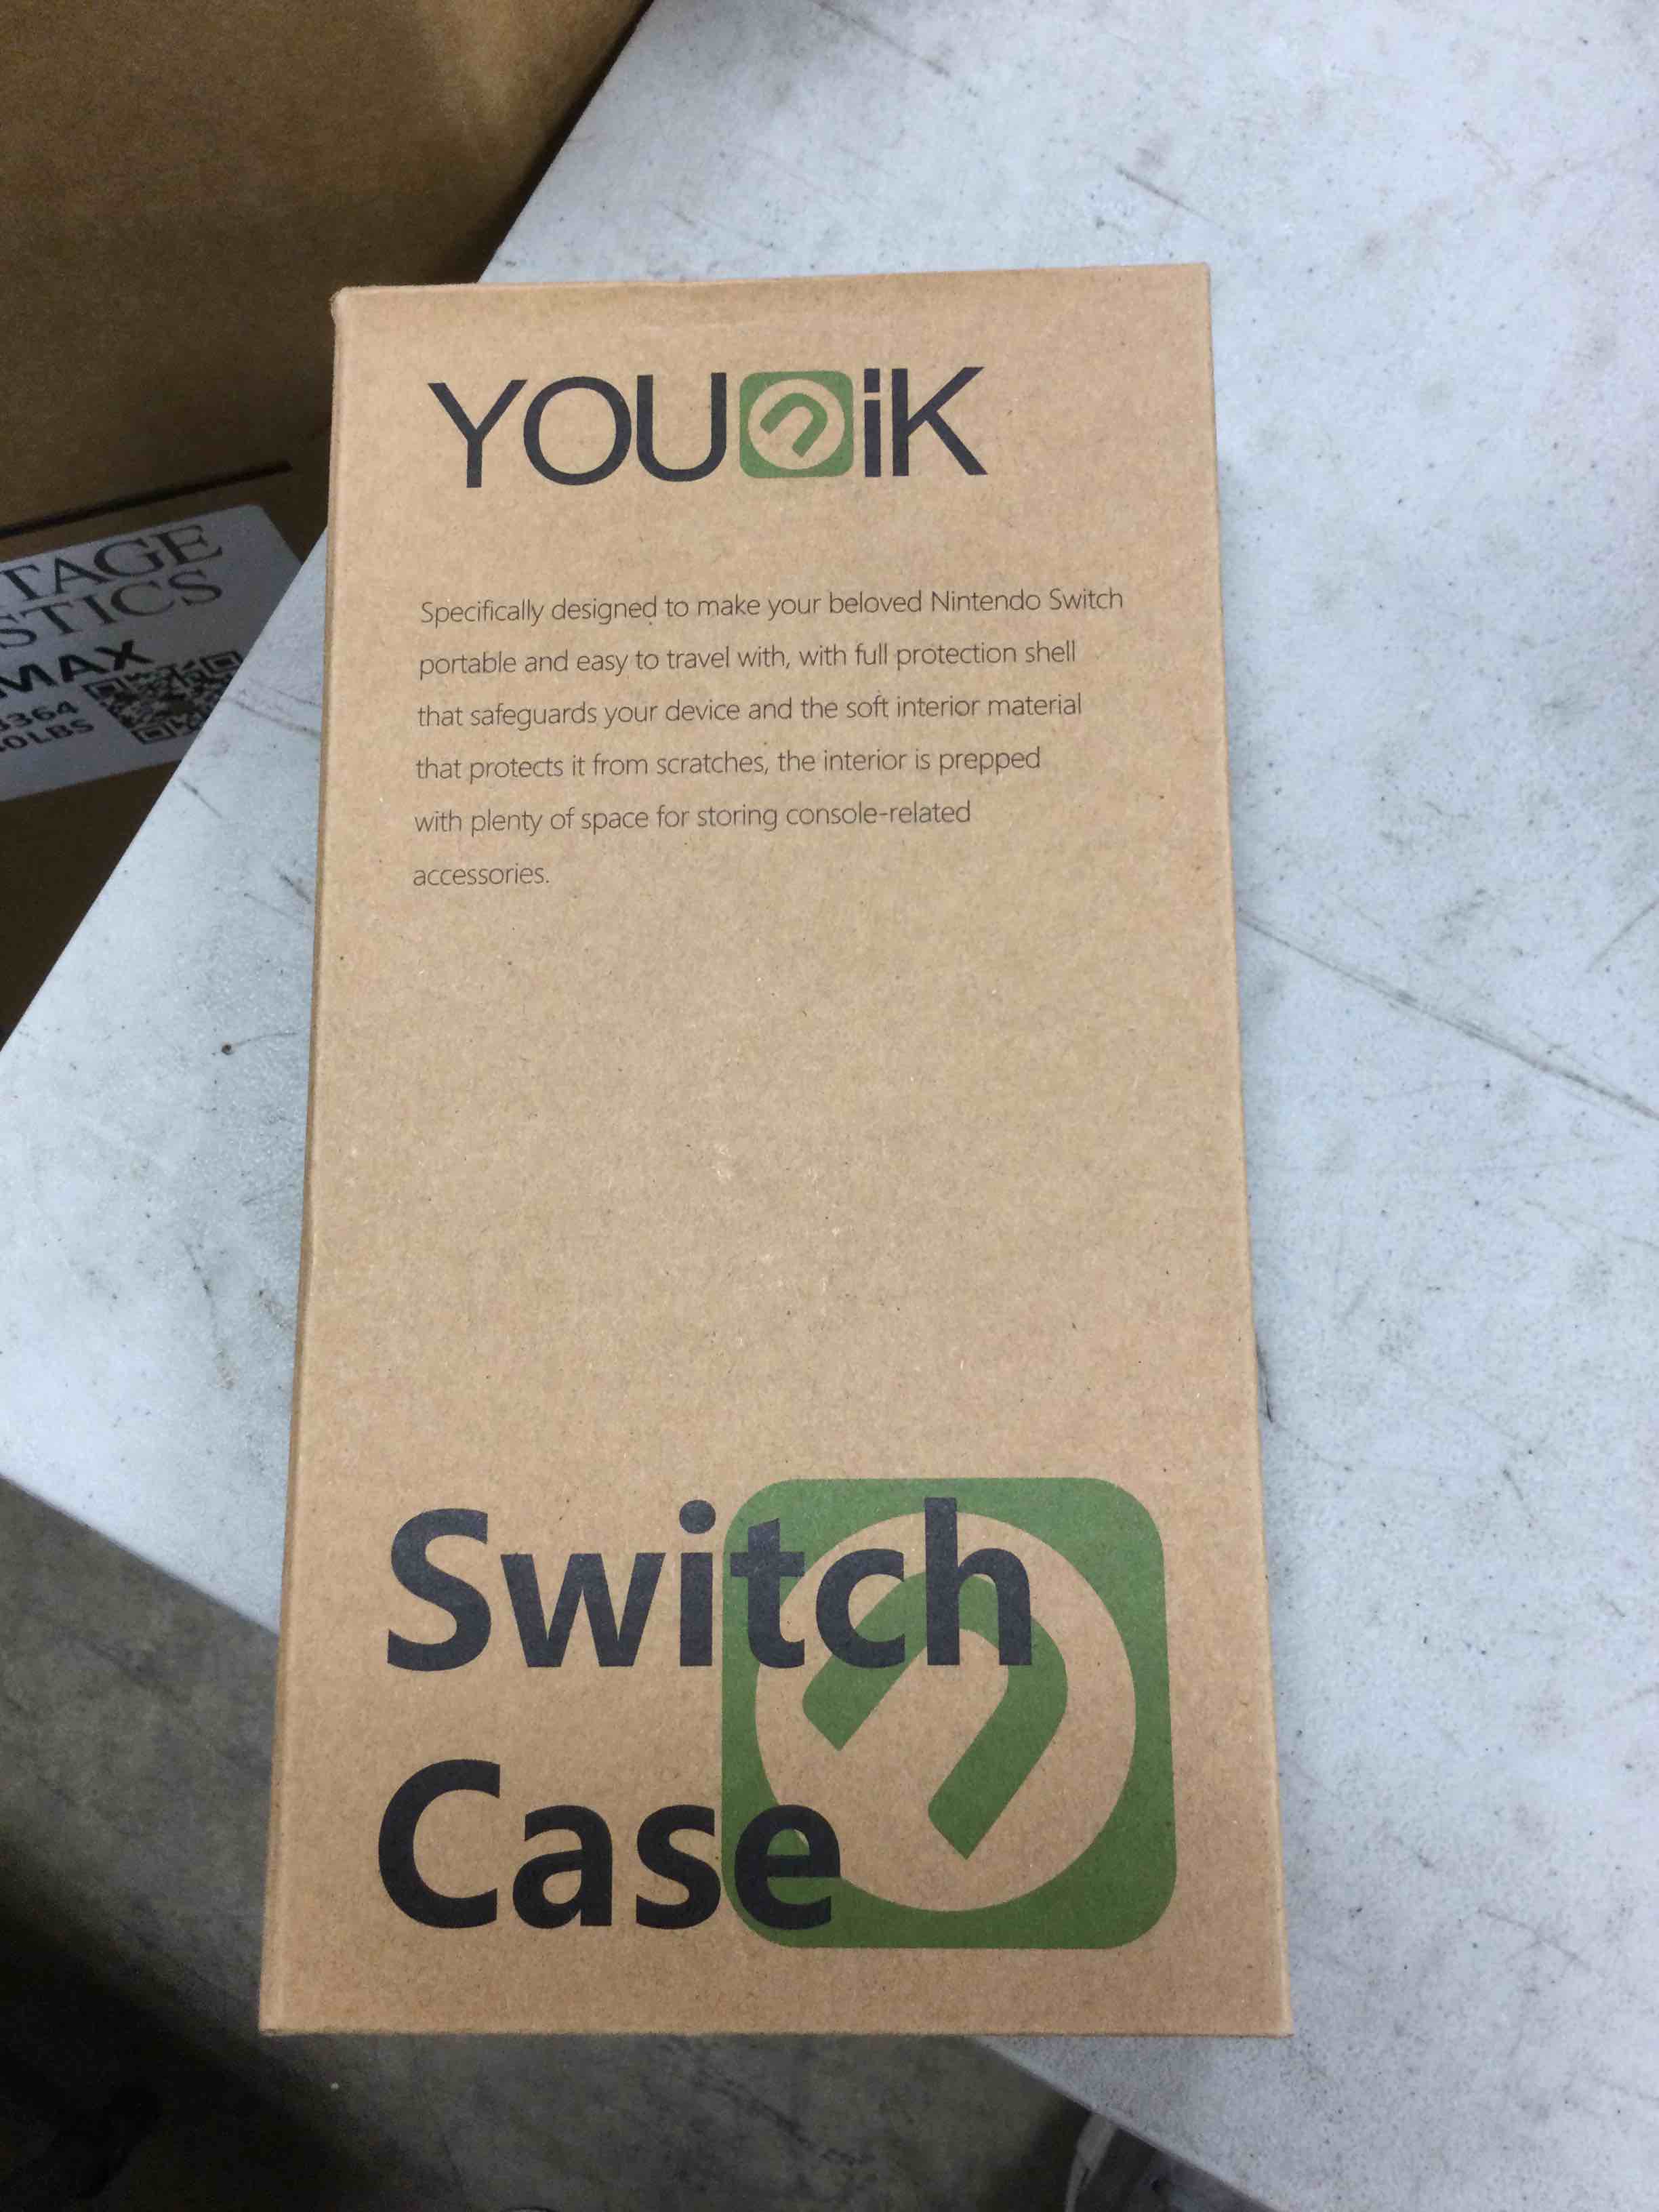 YOUniK
Specifically designed to make your beloved Nintendo Switch
portable and easy to travel with, with full protection shell
that safeguards your device and the soft interior material
that protects it from scratches, the interior is prepped
with plenty of space for storing console-related
accessories.
Switch
Case
TAGE
STICS
MAX
364
0LBS